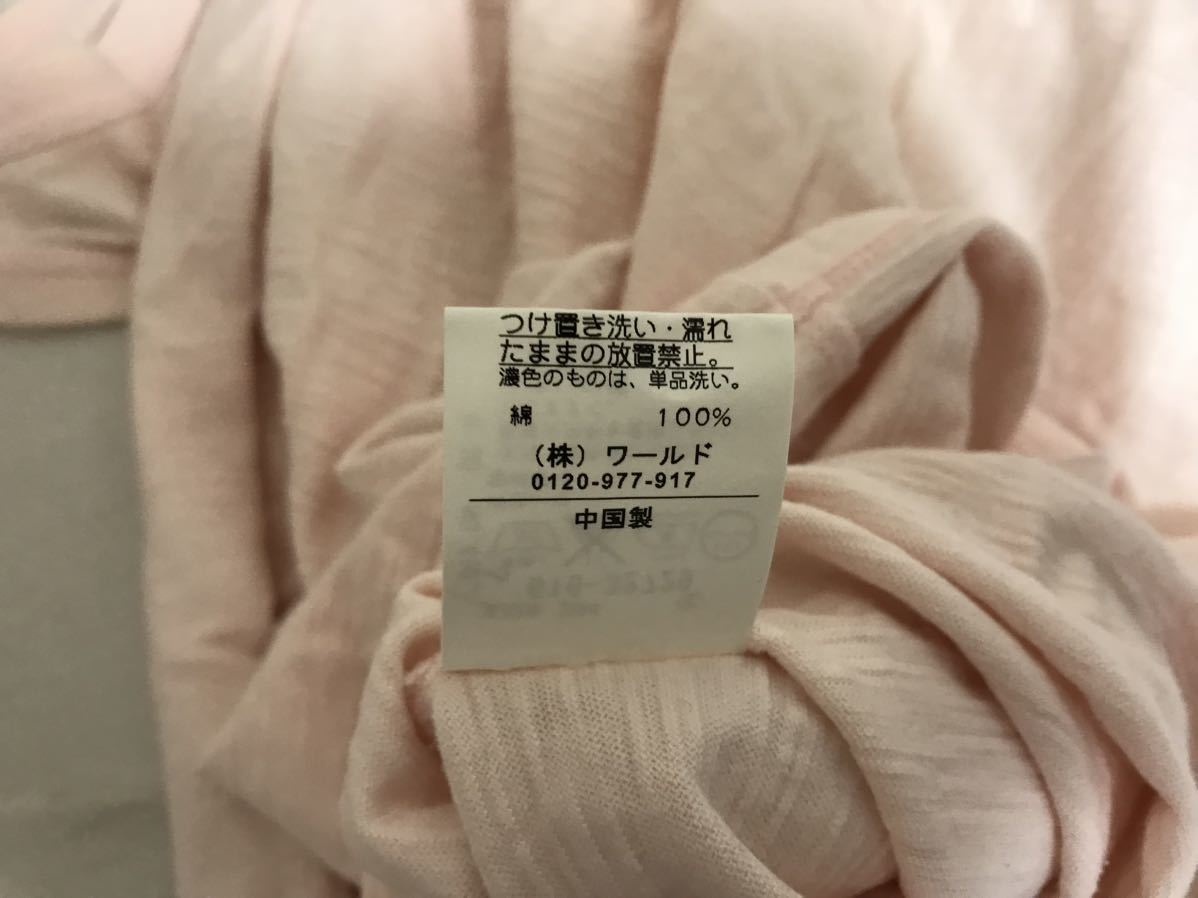 つけ置き洗い・濡れ
たままの放置禁止。
濃色のものは、単品洗い。
綿 100%
(株) ワールド
0120-977-917
中国製